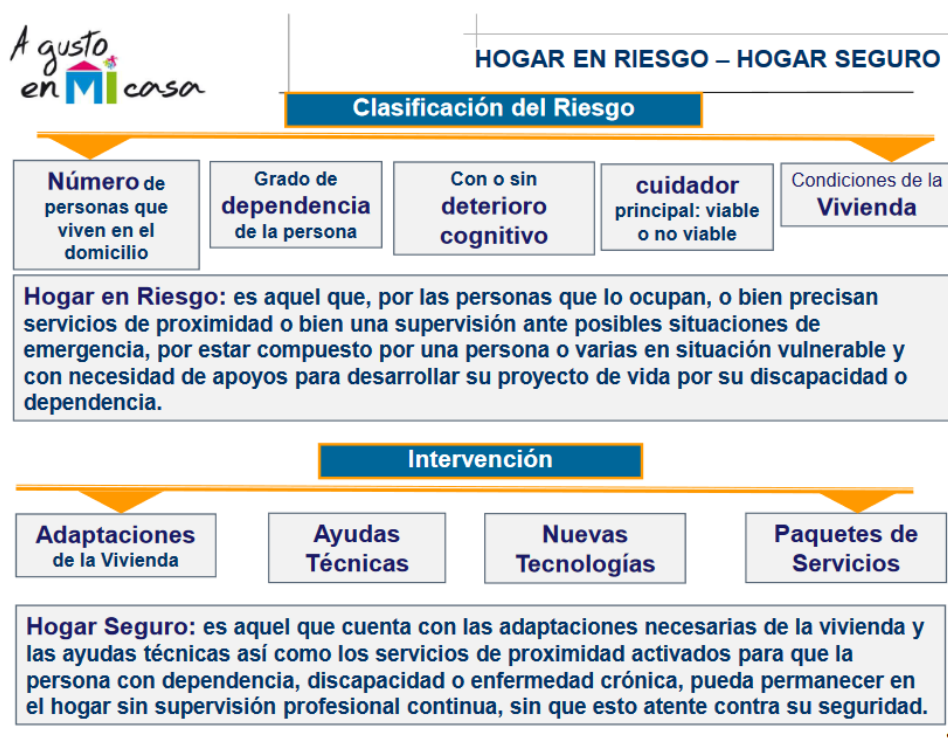 A gusto
en Mi casa
HOGAR EN RIESGO – HOGAR SEGURO
Clasificación del Riesgo
Número de
personas que
viven en el
domicilio
Grado de
dependencia
de la persona
Con o sin
deterioro
cognitivo
cuidador
principal: viable
o no viable
Condiciones de la
Vivienda
Hogar en Riesgo: es aquel que, por las personas que lo ocupan, o bien precisan
servicios de proximidad o bien una supervisión ante posibles situaciones de
emergencia, por estar compuesto por una persona o varias en situación vulnerable y
con necesidad de apoyos para desarrollar su proyecto de vida por su discapacidad o
dependencia.
Intervención
Adaptaciones
de la Vivienda
Ayudas
Técnicas
Nuevas
Tecnologías
Paquetes de
Servicios
Hogar Seguro: es aquel que cuenta con las adaptaciones necesarias de la vivienda y
las ayudas técnicas así como los servicios de proximidad activados para que la
persona con dependencia, discapacidad o enfermedad crónica, pueda permanecer en
el hogar sin supervisión profesional continua, sin que esto atente contra su seguridad.